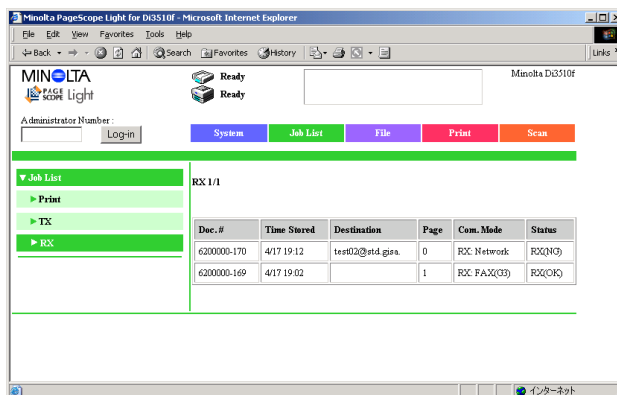 Minolta PageScope Light for Di3510f - Microsoft Internet Explorer
File Edit View Favorites Tools Help
Back Search Favorites History Links
MINOLTA
PAGE SCOPE Light
Ready
Ready
Minolta Di3510f
Administrator Number :
Log-in
System Job List File Print Scan
Job List
Print
TX
RX
RX 1/1
Doc. # Time Stored Destination Page Com. Mode Status
6200000-170 4/17 19:12 test02@std.gisa. 0 RX: Network RX(NG)
6200000-169 4/17 19:02 1 RX: FAX(G3) RX(OK)
インターネット